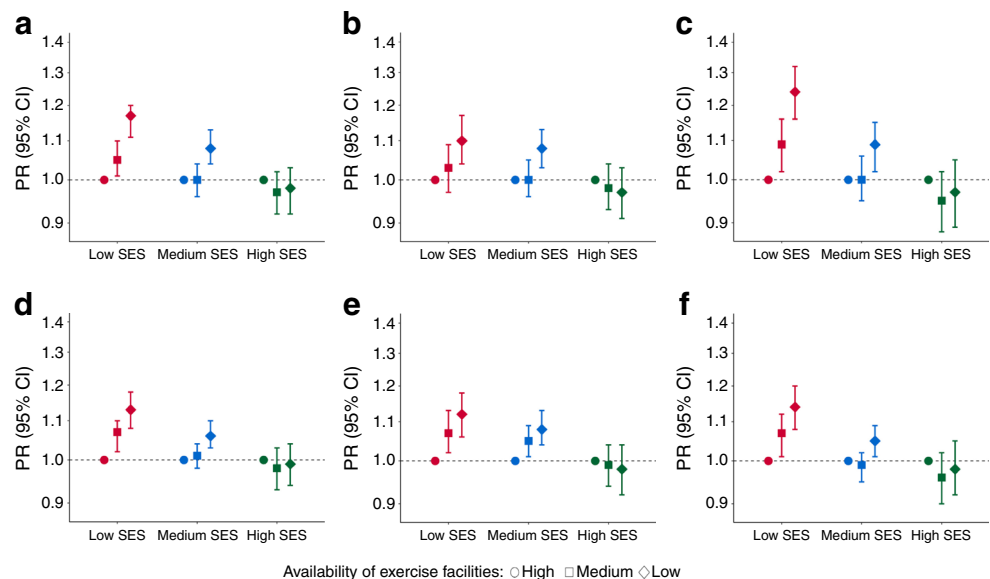 a
PR (95% CI)
1.4
1.3
1.2
1.1
1.0
0.9
Low SES Medium SES High SES
b
PR (95% CI)
1.4
1.3
1.2
1.1
1.0
0.9
Low SES Medium SES High SES
c
PR (95% CI)
1.4
1.3
1.2
1.1
1.0
0.9
Low SES Medium SES High SES
d
PR (95% CI)
1.4
1.3
1.2
1.1
1.0
0.9
Low SES Medium SES High SES
e
PR (95% CI)
1.4
1.3
1.2
1.1
1.0
0.9
Low SES Medium SES High SES
f
PR (95% CI)
1.4
1.3
1.2
1.1
1.0
0.9
Low SES Medium SES High SES
Availability of exercise facilities: High Medium Low